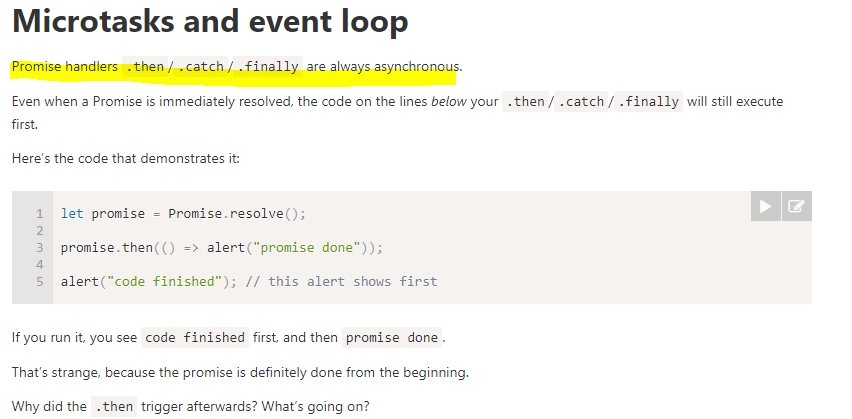 Microtasks and event loop
Promise handlers .then / .catch / .finally are always asynchronous.
Even when a Promise is immediately resolved, the code on the lines below your .then / .catch / .finally will still execute
first.
Here’s the code that demonstrates it:
1 let promise = Promise.resolve();
2
3 promise.then(() => alert("promise done"));
4
5 alert("code finished"); // this alert shows first
If you run it, you see code finished first, and then promise done .
That’s strange, because the promise is definitely done from the beginning.
Why did the .then trigger afterwards? What’s going on?